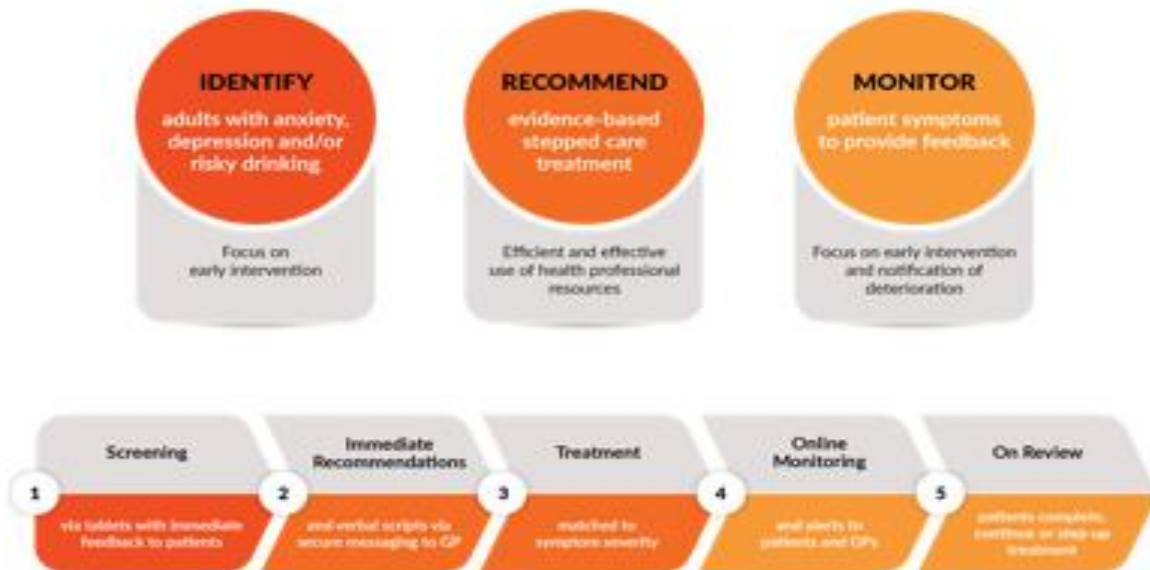 IDENTIFY
adults with anxiety,
depression and/or
risky drinking
Focus on
early intervention
RECOMMEND
evidence-based
stepped care
treatment
Efficient and effective
use of health professional
resources
MONITOR
patient symptoms
to provide feedback
Focus on early intervention
and notification of
deterioration
1
Screening
via tablets with immediate
feedback to patients
2
Immediate
Recommendations
and verbal scripts via
secure messaging to GP
3
Treatment
matched to
symptom severity
4
Online
Monitoring
and alerts to
patients and GPs
5
On Review
patients complete,
continue or step-up
treatment